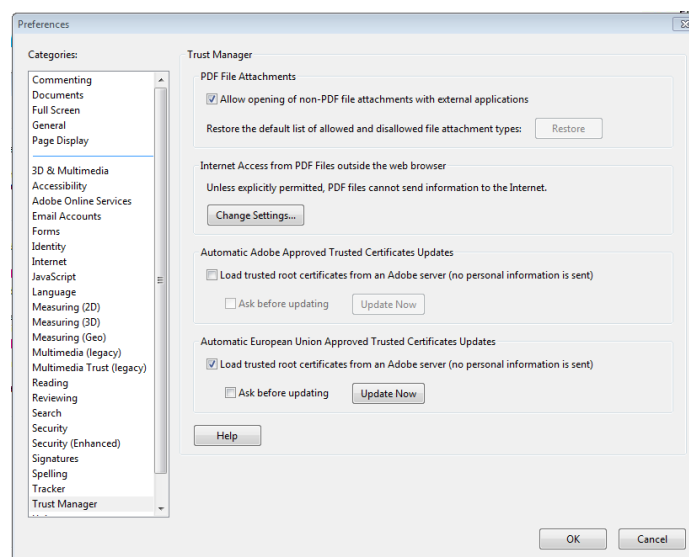 Preferences
Categories:
Commenting
Documents
Full Screen
General
Page Display
3D & Multimedia
Accessibility
Adobe Online Services
Email Accounts
Forms
Identity
Internet
JavaScript
Language
Measuring (2D)
Measuring (3D)
Measuring (Geo)
Multimedia (legacy)
Multimedia Trust (legacy)
Reading
Reviewing
Search
Security
Security (Enhanced)
Signatures
Spelling
Tracker
Trust Manager
Trust Manager
PDF File Attachments
Allow opening of non-PDF file attachments with external applications
Restore the default list of allowed and disallowed file attachment types: Restore
Internet Access from PDF Files outside the web browser
Unless explicitly permitted, PDF files cannot send information to the Internet.
Change Settings...
Automatic Adobe Approved Trusted Certificates Updates
Load trusted root certificates from an Adobe server (no personal information is sent)
Ask before updating Update Now
Automatic European Union Approved Trusted Certificates Updates
Load trusted root certificates from an Adobe server (no personal information is sent)
Ask before updating Update Now
Help
OK Cancel